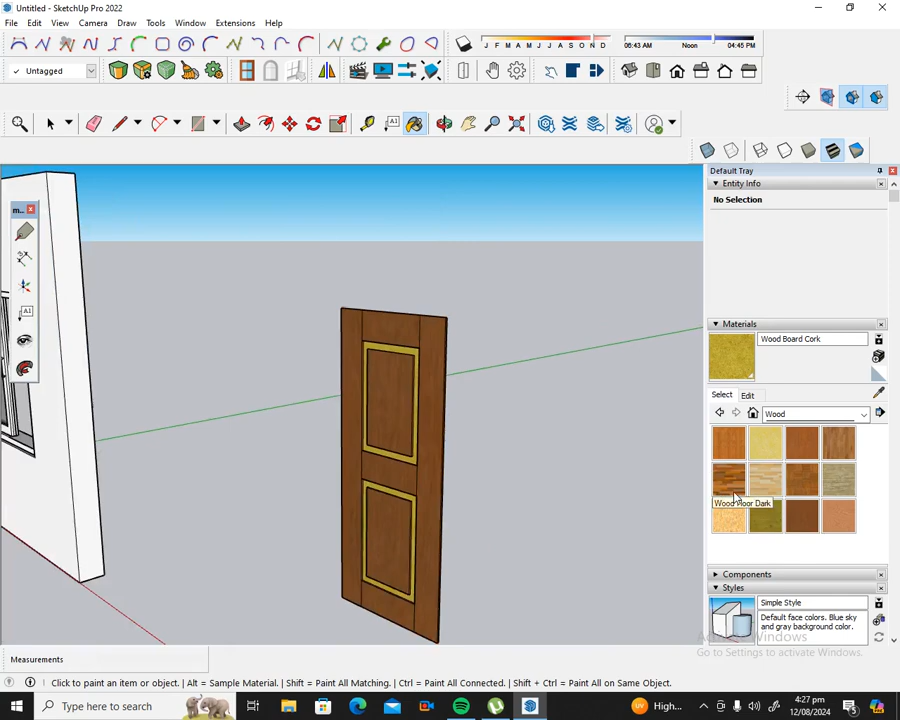 Untitled - SketchUp Pro 2022
File Edit View Camera Draw Tools Window Extensions Help
J F M A M J J A S O N D
06:43 AM Noon 04:45 PM
Untagged
AI
Default Tray
Entity Info
No Selection
m...
AI
Materials
Wood Board Cork
Select Edit
Wood
Wood Floor Dark
Components
Styles
Simple Style
Default face colors. Blue sky
and gray background color.
Activate Windows
Go to Settings to activate Windows.
Measurements
Click to paint an item or object. | Alt = Sample Material. | Shift = Paint All Matching. | Ctrl = Paint All Connected. | Shift + Ctrl = Paint All on Same Object.
Type here to search
High...
4:27 pm
12/08/2024
5